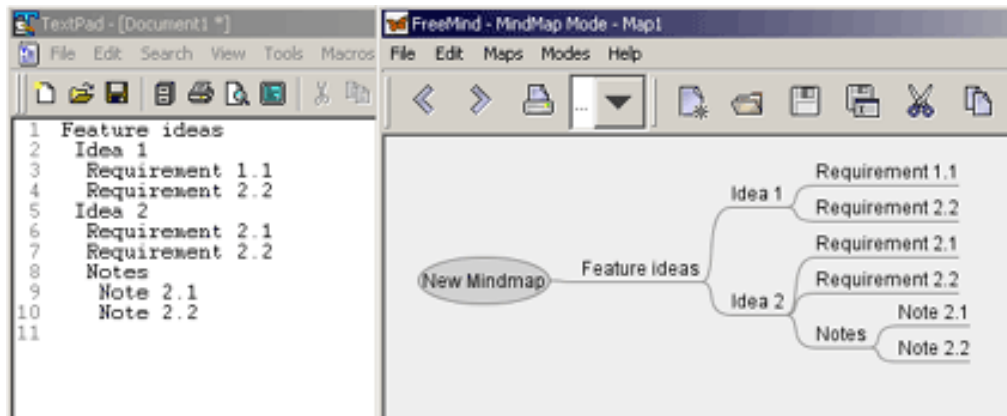 TextPad - [Document1 *]
File Edit Search View Tools Macros
1 Feature ideas
2 Idea 1
3 Requirement 1.1
4 Requirement 2.2
5 Idea 2
6 Requirement 2.1
7 Requirement 2.2
8 Notes
9 Note 2.1
10 Note 2.2
11
FreeMind - MindMap Mode - Map1
File Edit Maps Modes Help
...
New Mindmap
Feature ideas
Idea 1
Requirement 1.1
Requirement 2.2
Idea 2
Requirement 2.1
Requirement 2.2
Notes
Note 2.1
Note 2.2